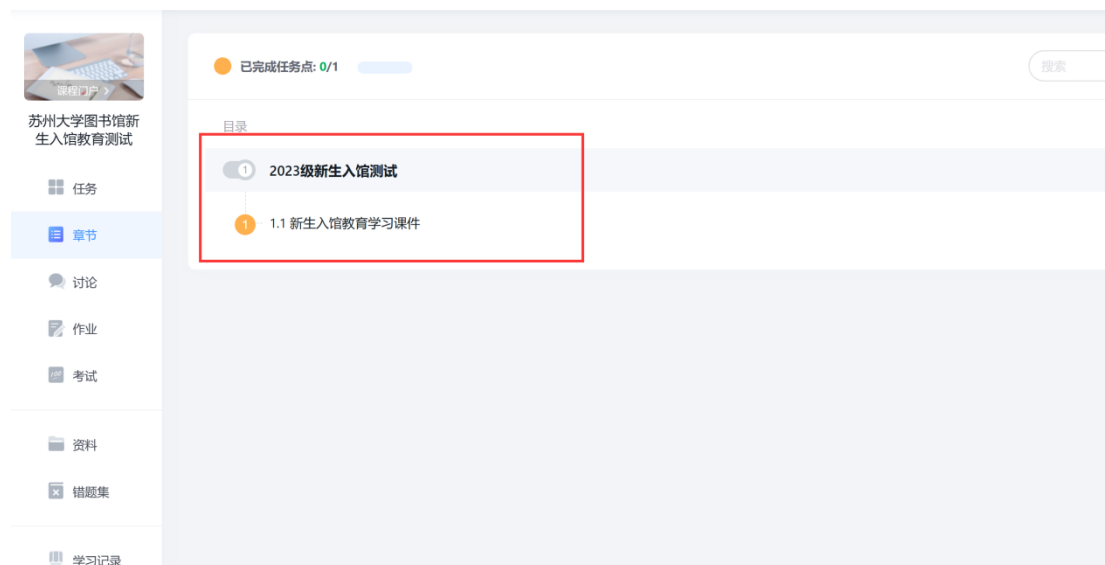 课程门户 >
苏州大学图书馆新
生入馆教育测试
任务
章节
讨论
作业
考试
资料
错题集
学习记录
已完成任务点: 0/1
搜索
目录
1 2023级新生入馆测试
1 1.1 新生入馆教育学习课件